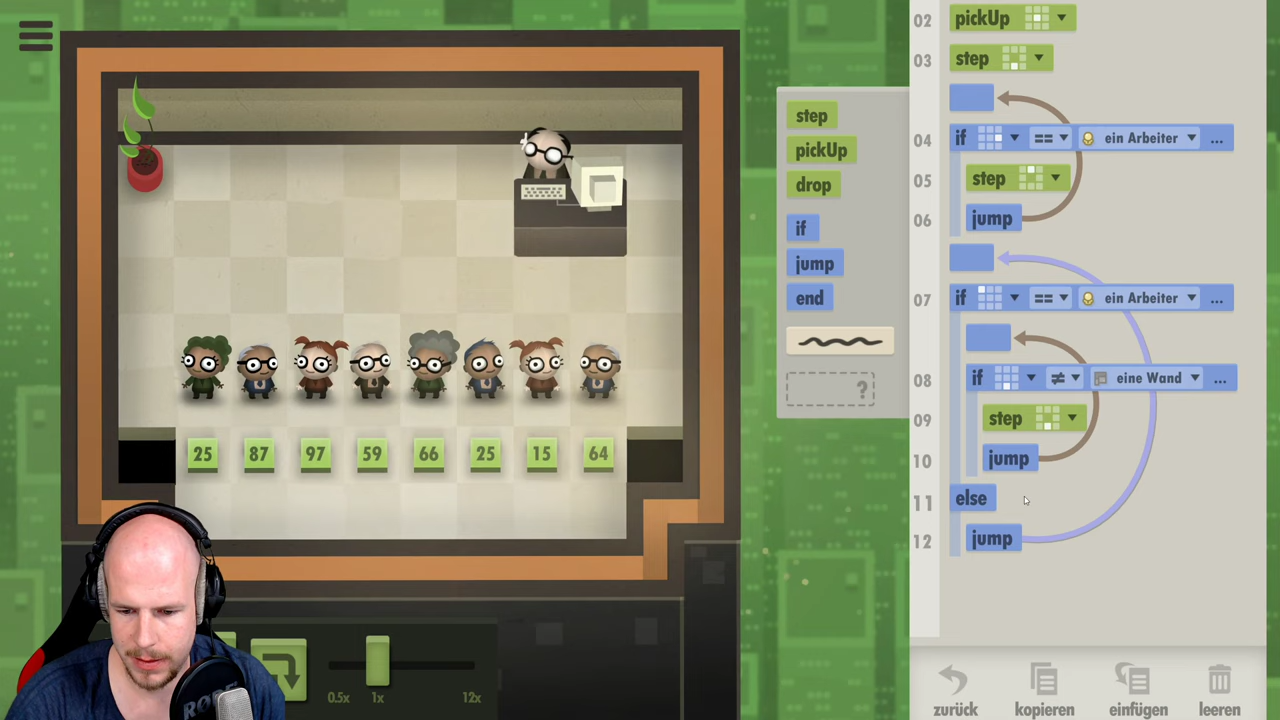 02 pickUp
03 step
04 if == ein Arbeiter ...
05 step
06 jump
07 if == ein Arbeiter ...
08 if ≠ eine Wand ...
09 step
10 jump
11 else
12 jump
step
pickUp
drop
if
jump
end
?
25 87 97 59 66 25 15 64
0.5x 1x 12x
zurück kopieren einfügen leeren